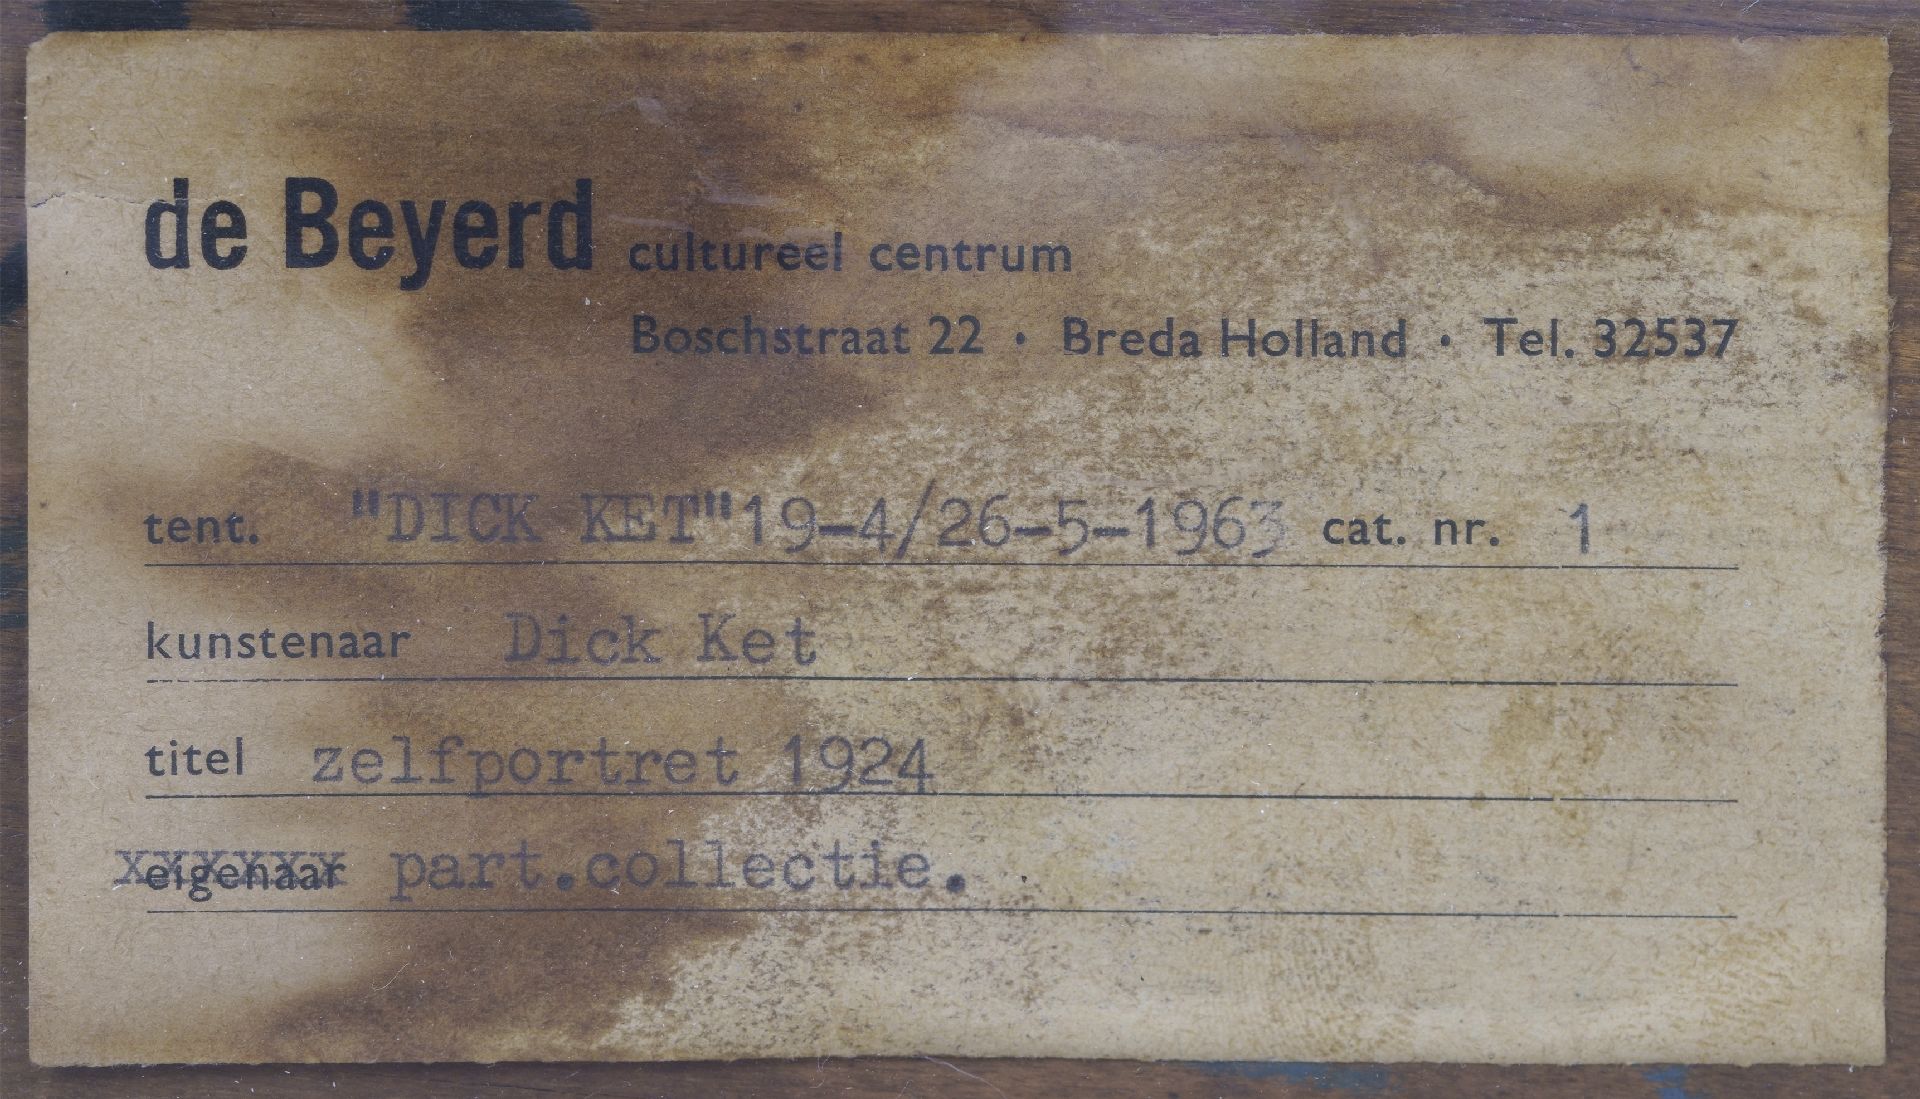 de Beyerd cultureel centrum
Boschstraat 22 • Breda Holland • Tel. 32537
tent. "DICK KET" 19-4/26-5-1963 cat. nr. 1
kunstenaar Dick Ket
titel zelfportret 1924
eigenaar part.collectie.